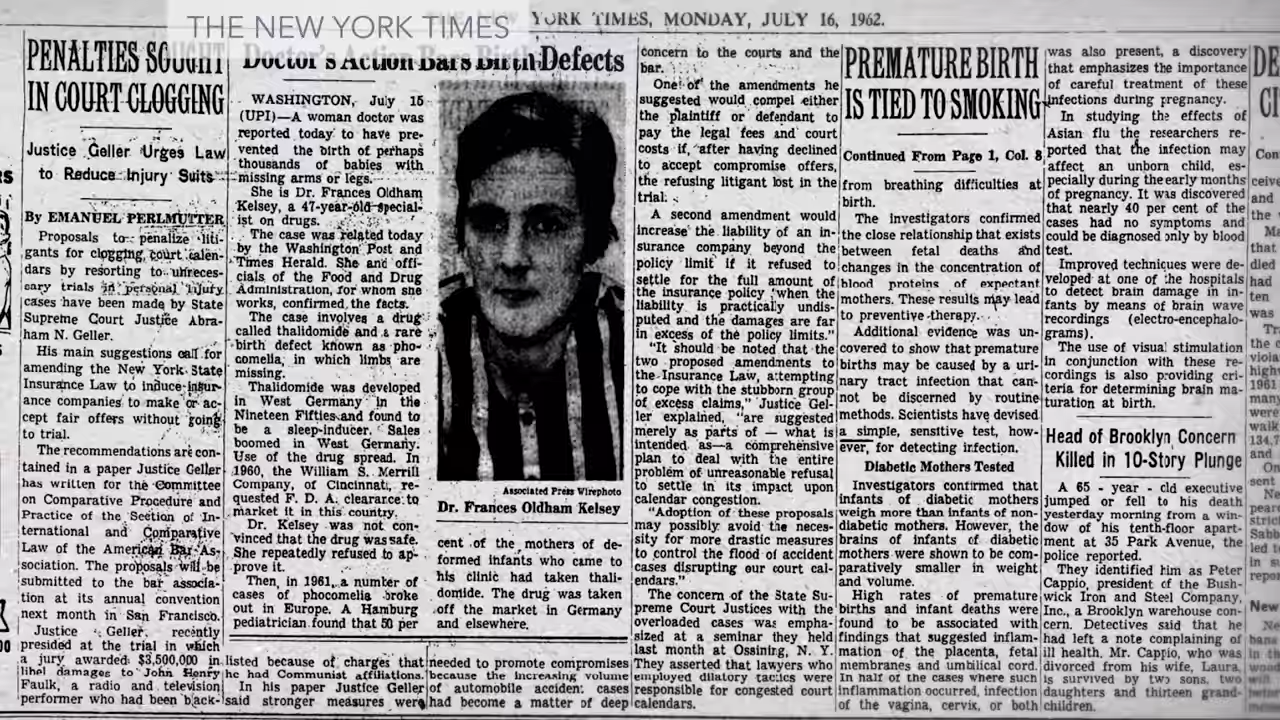 THE NEW YORK TIMES
YORK TIMES, MONDAY, JULY 16, 1962.
PENALTIES SOUGHT
IN COURT CLOGGING
Justice Geller Urges Law
to Reduce Injury Suits
By EMANUEL PERLMUTTER
Proposals to penalize liti-
gants for clogging court calen-
dars by resorting to unneces-
sary trials in personal injury
cases have been made by State
Supreme Court Justice Abra-
ham N. Geller.
His main suggestions call for
amending the New York State
Insurance Law to induce insur-
ance companies to make or ac-
cept fair offers without going
to trial.
The recommendations are con-
tained in a paper Justice Geller
has written for the Committee
on Comparative Procedure and
Practice of the Section of In-
ternational and Comparative
Law of the American Bar As-
sociation. The proposals will be
submitted to the bar associa-
tion at its annual convention
next month in San Francisco.
Justice Geller, recently
presided at the trial in which
a jury awarded $3,500,000 in
libel damages to John Henry
Faulk, a radio and television
performer who had been black-
Doctor's Action Bars Birth Defects
WASHINGTON, July 15
(UPI)—A woman doctor was
reported today to have pre-
vented the birth of perhaps
thousands of babies with
missing arms or legs.
She is Dr. Frances Oldham
Kelsey, a 47-year-old special-
ist on drugs.
The case was related today
by the Washington Post and
Times Herald. She and offi-
cials of the Food and Drug
Administration, for whom she
works, confirmed the facts.
The case involves a drug
called thalidomide and a rare
birth defect known as pho-
comelia, in which limbs are
missing.
Thalidomide was developed
in West Germany in the
Nineteen Fifties and found to
be a sleep-inducer. Sales
boomed in West Germany.
Use of the drug spread. In
1960, the William S. Merrill
Company, of Cincinnati, re-
quested F. D. A. clearance to
market it in this country.
Dr. Kelsey was not con-
vinced that the drug was safe.
She repeatedly refused to ap-
prove it.
Then, in 1961, a number of
cases of phocomelia broke
out in Europe. A Hamburg
pediatrician found that 50 per
Associated Press Wirephoto
Dr. Frances Oldham Kelsey
cent of the mothers of de-
formed infants who came to
his clinic had taken thali-
domide. The drug was taken
off the market in Germany
and elsewhere.
listed because of charges that
he had Communist affiliations.
In his paper Justice Geller
said stronger measures were
needed to promote compromises
because the increasing volume
of automobile accident cases
had become a matter of deep
concern to the courts and the
bar.
One of the amendments he
suggested would compel either
the plaintiff or defendant to
pay the legal fees and court
costs if, "after having declined
to accept compromise offers,
the refusing litigant lost in the
trial.
A second amendment would
increase the liability of an in-
surance company beyond the
policy limit if it refused to
settle for the full amount of
the insurance policy "when the
liability is practically undis-
puted and the damages are far
in excess of the policy limits."
"It should be noted that the
two proposed amendments to
the Insurance Law, attempting
to cope with the stubborn group
of excess claims," Justice Gel-
ler explained, "are suggested
merely as parts of — what is
intended as—a comprehensive
plan to deal with the entire
problem of unreasonable refusal
to settle in its impact upon
calendar congestion.
"Adoption of these proposals
may possibly avoid the neces-
sity for more drastic measures
to control the flood of accident
cases disrupting our court cal-
endars."
The concern of the State Su-
preme Court Justices with the
overloaded cases was empha-
sized at a seminar they held
last month at Ossining, N. Y.
They asserted that lawyers who
employed dilatory tactics were
responsible for congested court
calendars.
PREMATURE BIRTH
IS TIED TO SMOKING
Continued From Page 1, Col. 8
from breathing difficulties at
birth.
The investigators confirmed
the close relationship that exists
between fetal deaths and
changes in the concentration of
blood proteins of expectant
mothers. These results may lead
to preventive therapy.
Additional evidence was un-
covered to show that premature
births may be caused by a uri-
nary tract infection that can-
not be discerned by routine
methods. Scientists have devised
a simple, sensitive test, how-
ever, for detecting infection.
Diabetic Mothers Tested
Investigators confirmed that
infants of diabetic mothers
weigh more than infants of non-
diabetic mothers. However, the
brains of infants of diabetic
mothers were shown to be com-
paratively smaller in weight
and volume.
High rates of premature
births and infant deaths were
found to be associated with
findings that suggested inflam-
mation of the placenta, fetal
membranes and umbilical cord.
In half of the cases where such
inflammation occurred, infection
of the vagina, cervix, or both
was also present, a discovery
that emphasizes the importance
of careful treatment of these
infections during pregnancy.
In studying the effects of
Asian flu the researchers re-
ported that the infection may
affect an unborn child, es-
pecially during the early months
of pregnancy. It was discovered
that nearly 40 per cent of the
cases had no symptoms and
could be diagnosed only by blood
test.
Improved techniques were de-
veloped at one of the hospitals
to detect brain damage in in-
fants by means of brain wave
recordings (electro-encephalo-
grams).
The use of visual stimulation
in conjunction with these re-
cordings is also providing cri-
teria for determining brain ma-
turation at birth.
Head of Brooklyn Concern
Killed in 10-Story Plunge
A 65 - year - old executive
jumped or fell to his death
yesterday morning from a win-
dow of his tenth-floor apart-
ment at 35 Park Avenue, the
police reported.
They identified him as Peter
Cappio, president of the Bush-
wick Iron and Steel Company,
Inc., a Brooklyn warehouse con-
cern. Detectives said that he
had left a note complaining of
ill health. Mr. Cappio, who was
divorced from his wife, Laura,
is survived by two sons, two
daughters and thirteen grand-
children.